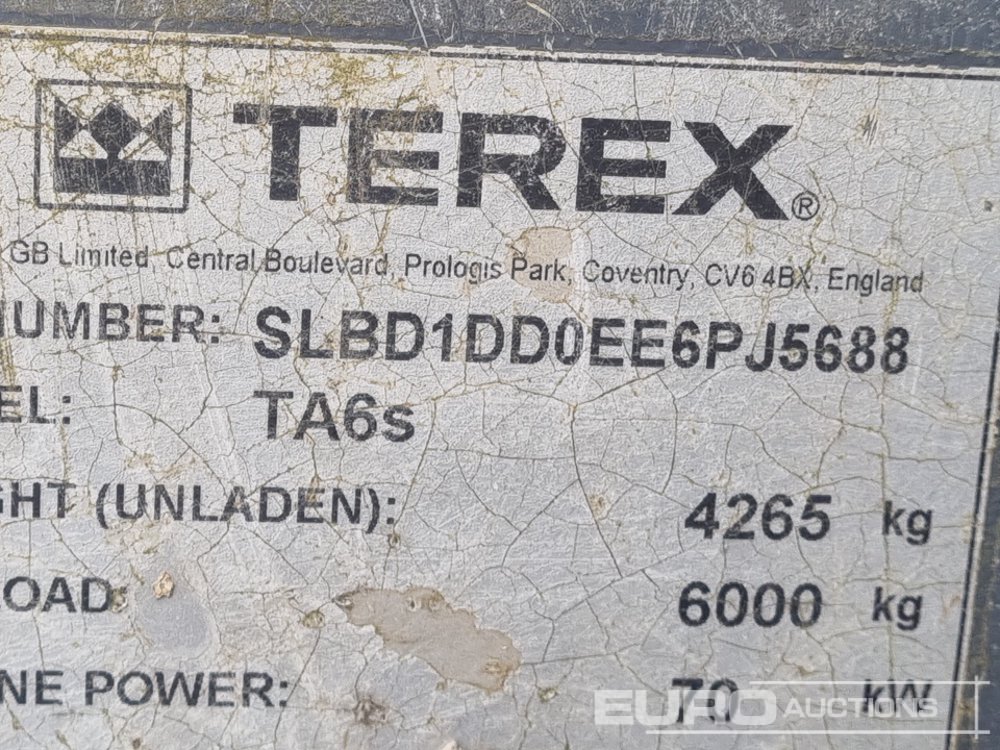 TEREX®
GB Limited, Central Boulevard, Prologis Park, Coventry, CV6 4BX, England
NUMBER: SLBD1DD0EE6PJ5688
EL: TA6s
GHT (UNLADEN): 4265 kg
OAD: 6000 kg
NE POWER: 70 kW
EURO AUCTIONS